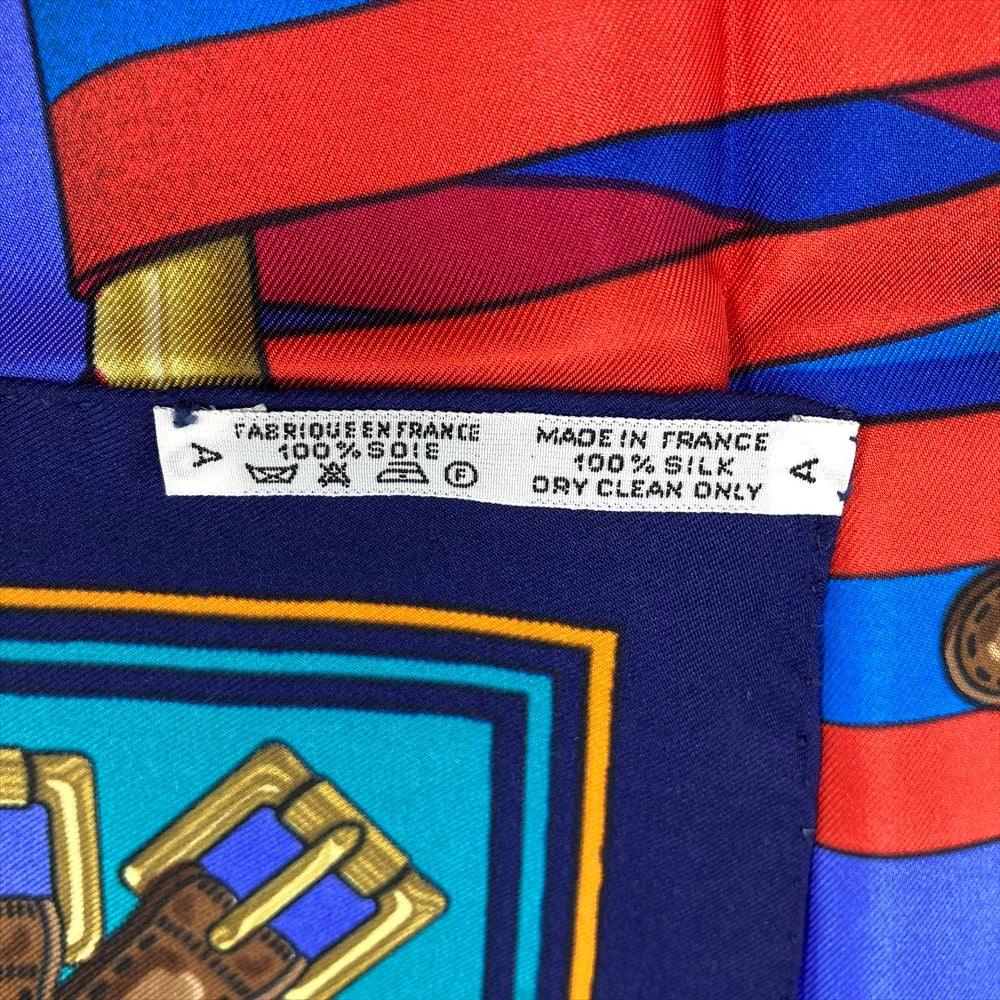 A
FABRIQUE EN FRANCE
100% SOIE
F
MADE IN FRANCE
100% SILK
DRY CLEAN ONLY
A